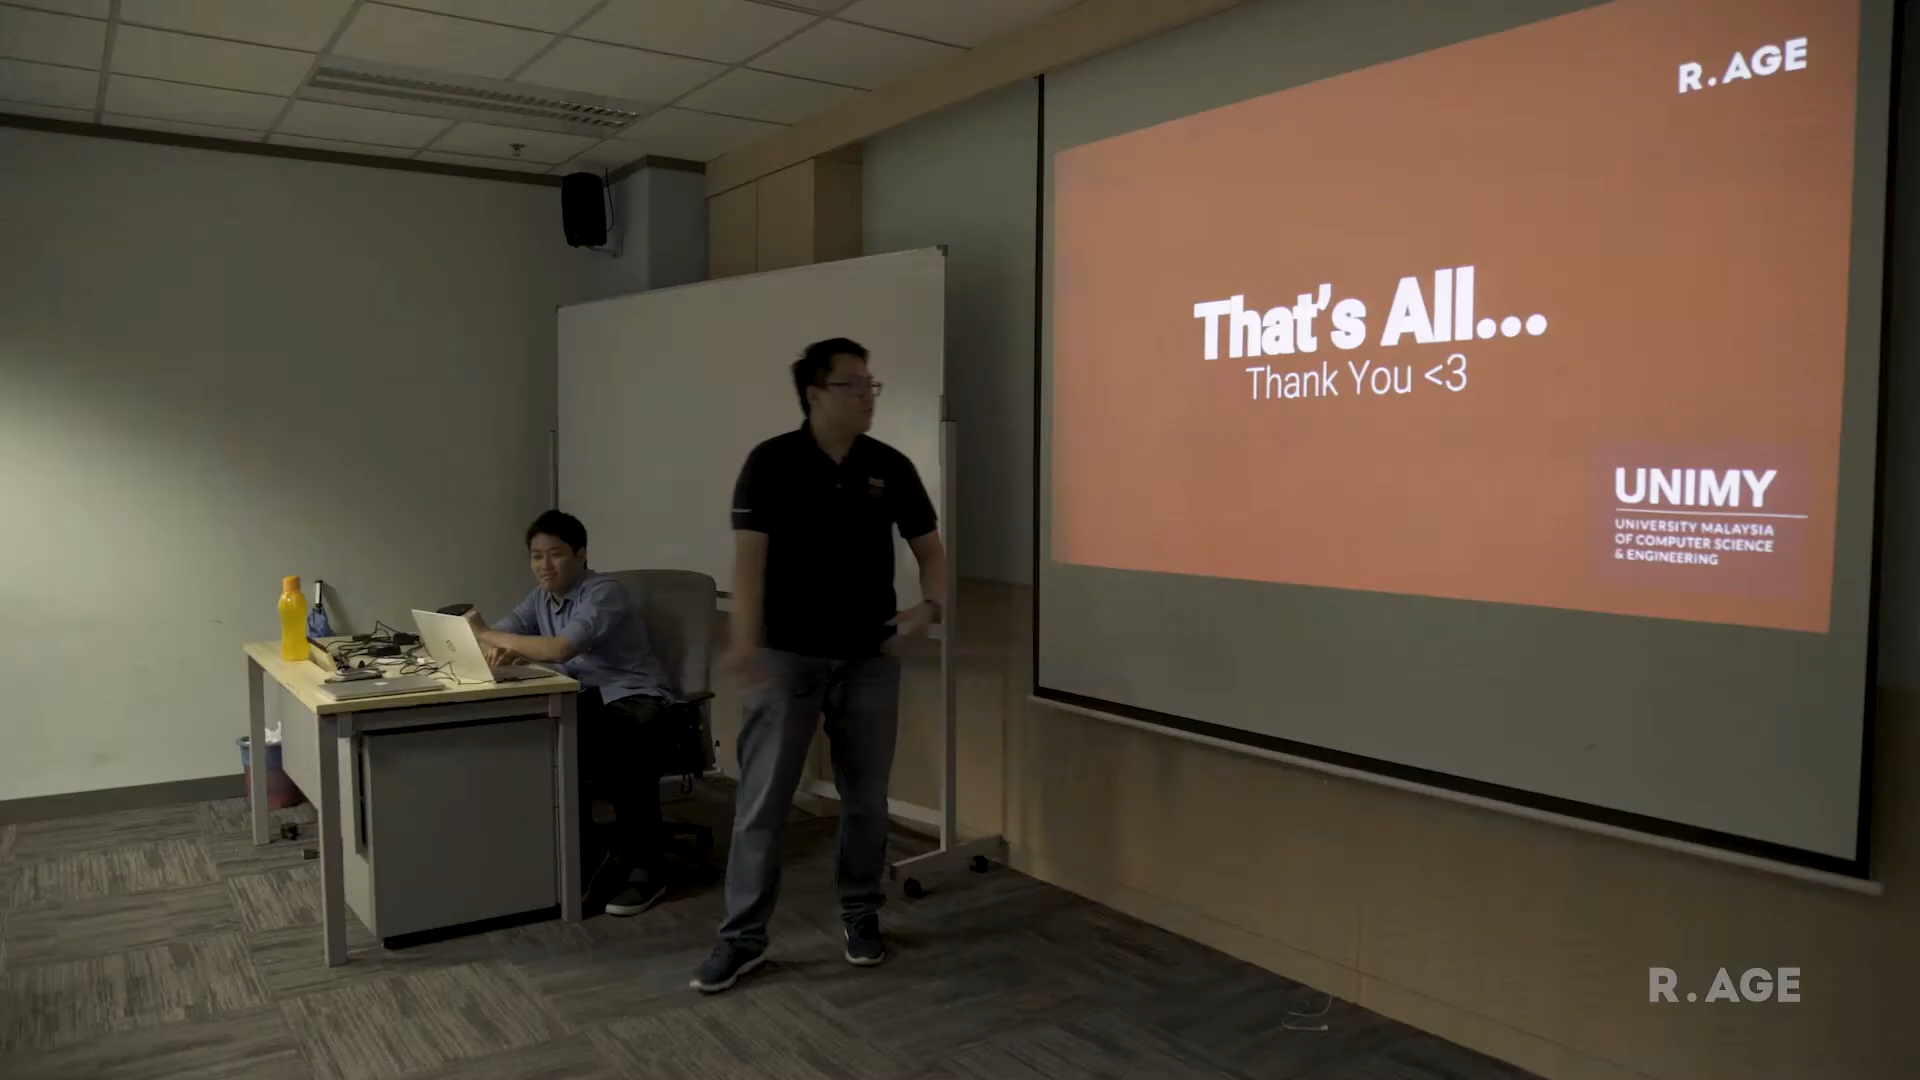 R.AGE
That's All...
Thank You <3
UNIMY
UNIVERSITY MALAYSIA
OF COMPUTER SCIENCE
& ENGINEERING
R.AGE